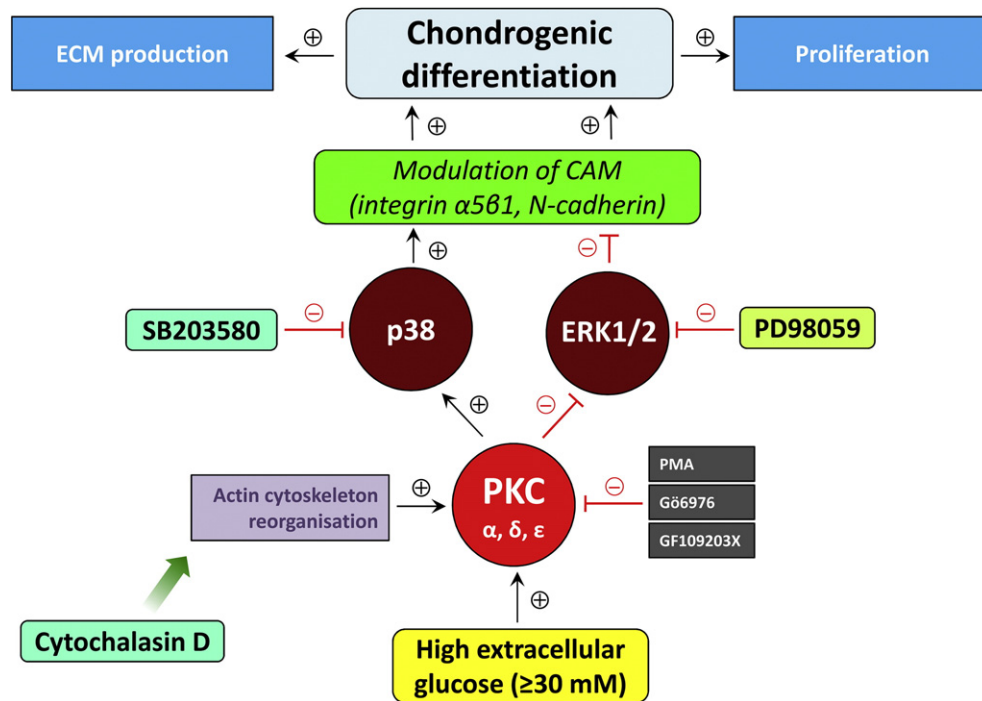 ECM production
⊕
Chondrogenic
differentiation
⊕
Proliferation
⊕
⊕
Modulation of CAM
(integrin α5β1, N-cadherin)
⊕
⊖
SB203580
⊖
p38
ERK1/2
⊖
PD98059
⊕
⊖
Actin cytoskeleton
reorganisation
⊕
PKC
α, δ, ε
⊖
PMA
Gö6976
GF109203X
⊕
Cytochalasin D
High extracellular
glucose (≥30 mM)